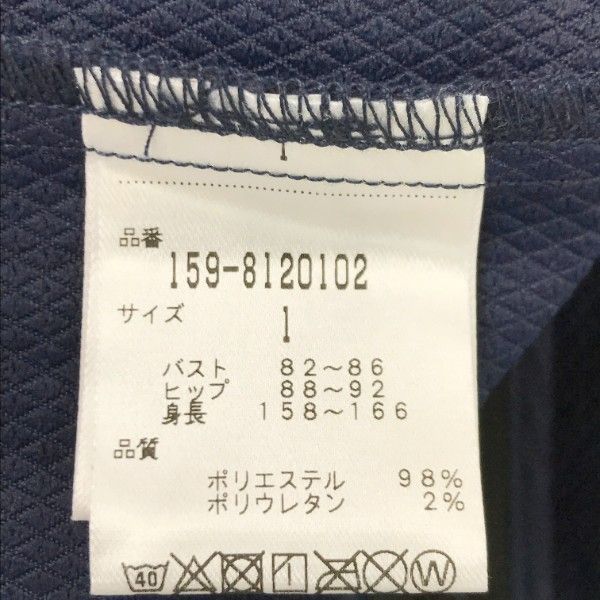 品番
159-8120102
サイズ 1
バスト 82～86
ヒップ 88～92
身長 158～166
品質
ポリエステル 98%
ポリウレタン 2%
40 W